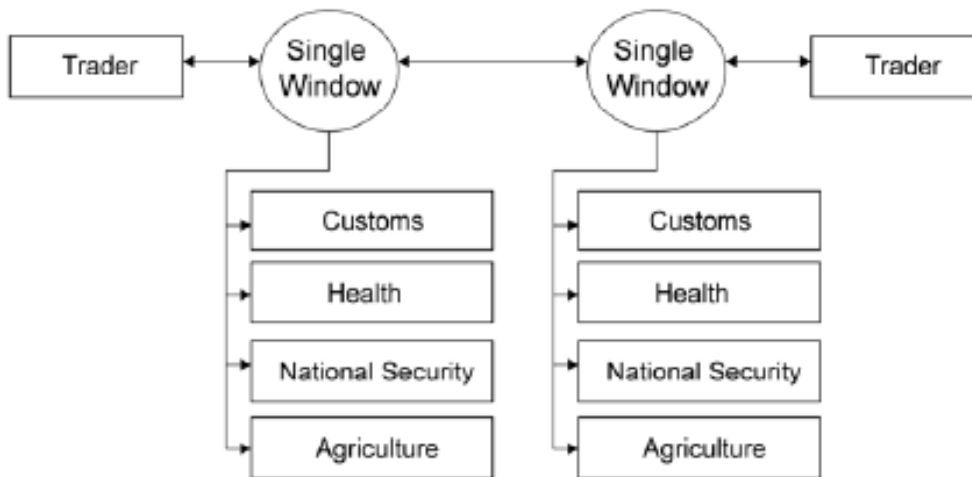 Trader
Single
Window
Single
Window
Trader
Customs
Health
National Security
Agriculture
Customs
Health
National Security
Agriculture